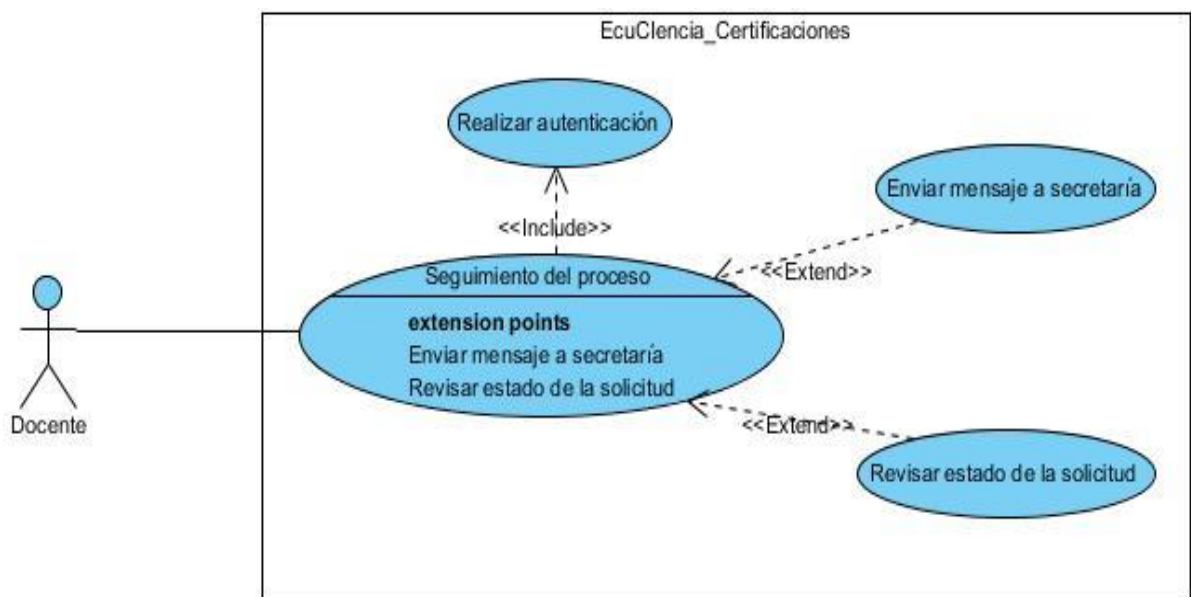 EcuCIencia_Certificaciones
Realizar autenticación
Enviar mensaje a secretaría
<<Include>>
Seguimiento del proceso
<<Extend>>
extension points
Enviar mensaje a secretaría
Revisar estado de la solicitud
Docente
<<Extend>>
Revisar estado de la solicitud